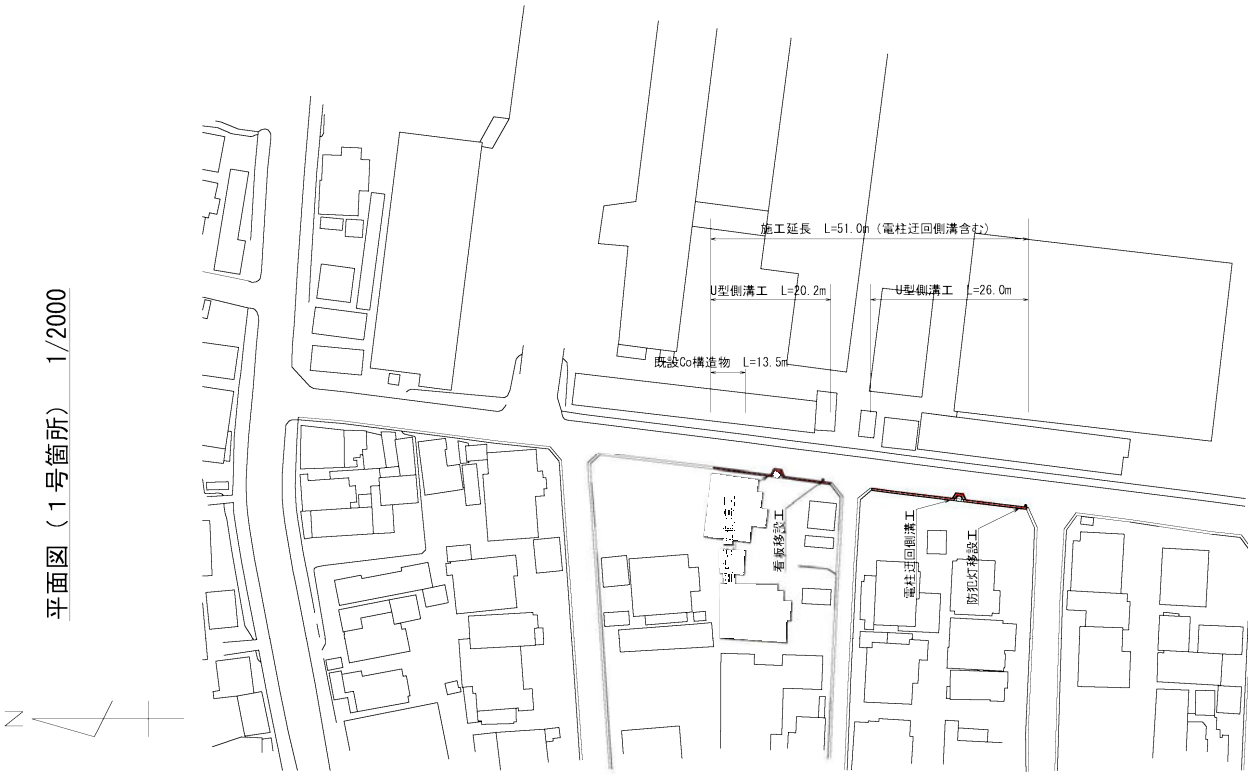 平面図（１号箇所）　1/2000
施工延長　L=51.0m（電柱迂回側溝含む）
U型側溝工　L=20.2m
U型側溝工　L=26.0m
既設Co構造物　L=13.5m
看板移設工
電柱迂回側溝工
防犯灯移設工
N